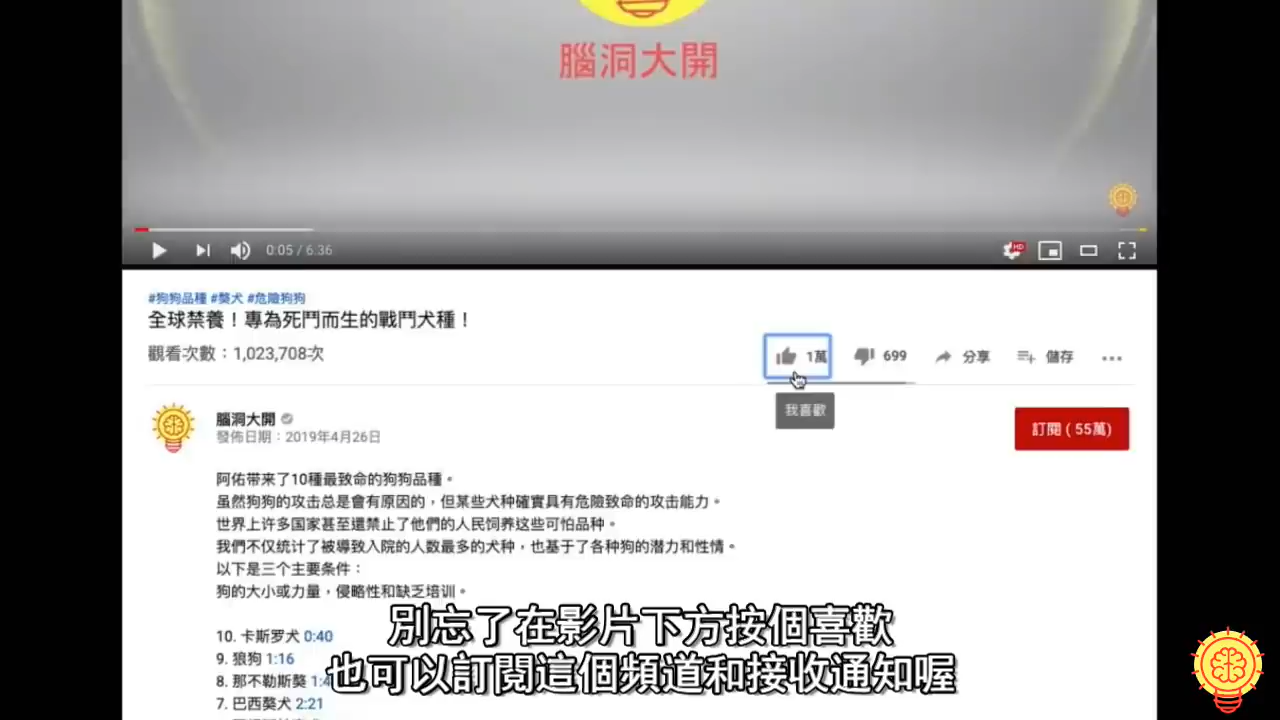 腦洞大開
0:05 / 6:36
HD
#狗狗品種 #獒犬 #危險狗狗
全球禁養！專為死鬥而生的戰鬥犬種！
觀看次數：1,023,708次
1萬
699
分享
儲存
我喜歡
腦洞大開
發佈日期：2019年4月26日
訂閱 ( 55萬)
阿佑带来了10種最致命的狗狗品種。
虽然狗狗的攻击总是會有原因的，但某些犬种確實具有危險致命的攻击能力。
世界上许多国家甚至還禁止了他們的人民饲养这些可怕品种。
我們不仅统计了被導致入院的人数最多的犬种，也基于了各种狗的潜力和性情。
以下是三个主要条件：
狗的大小或力量，侵略性和缺乏培训。
10. 卡斯罗犬 0:40
9. 狼狗 1:16
8. 那不勒斯獒
7. 巴西獒犬 2:21
別忘了在影片下方按個喜歡
也可以訂閱這個頻道和接收通知喔